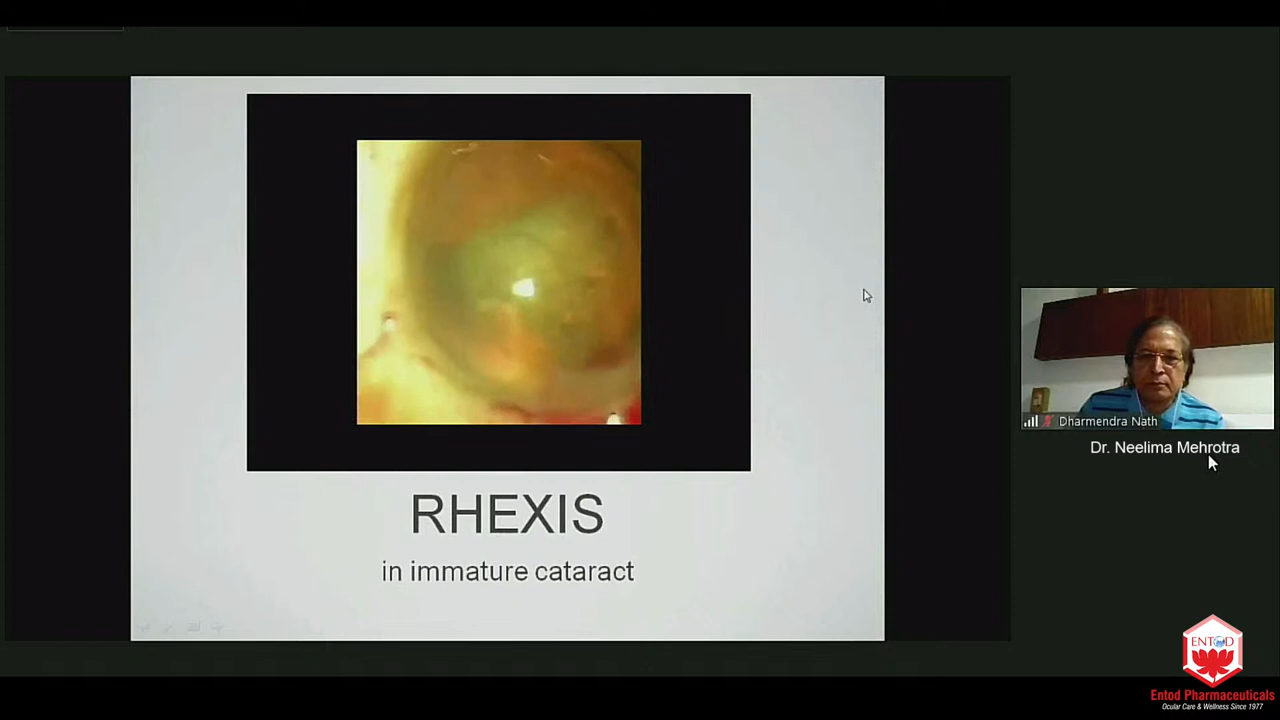 RHEXIS
in immature cataract
Dharmendra Nath
Dr. Neelima Mehrotra
ENTOD
Entod Pharmaceuticals
Ocular Care & Wellness Since 1977